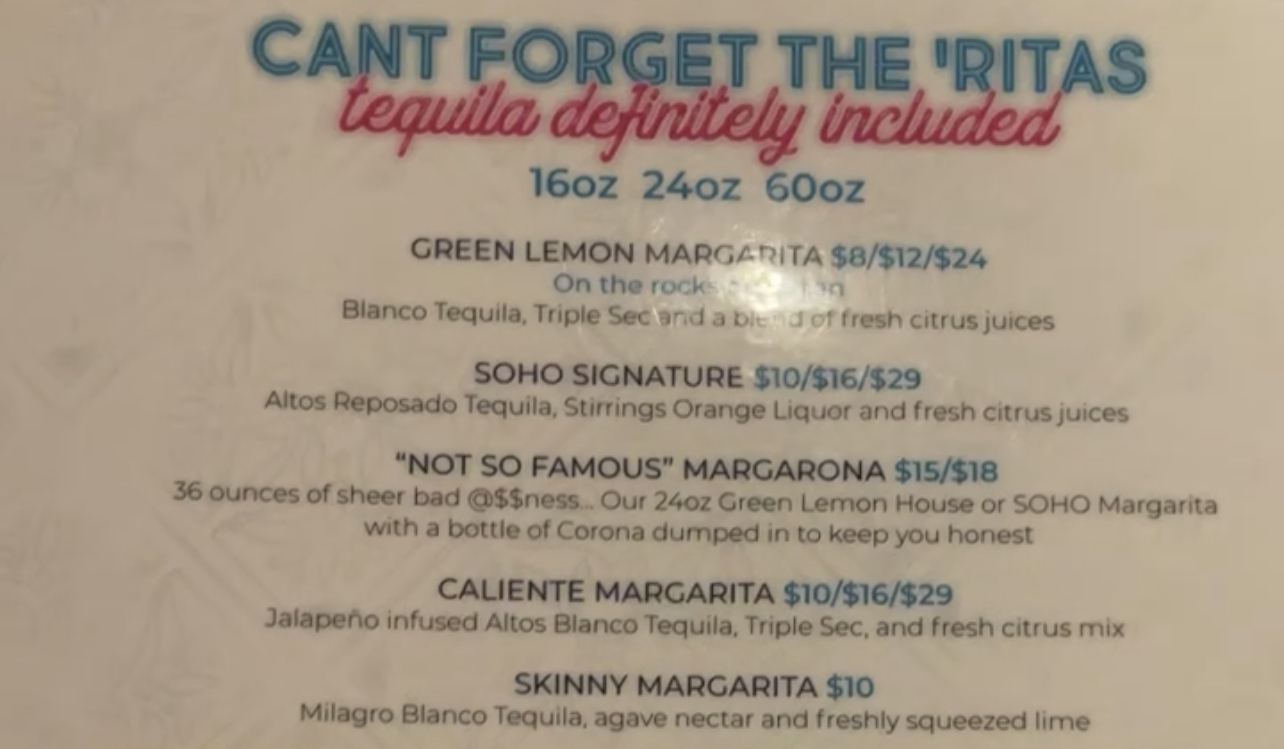 CANT FORGET THE 'RITAS
tequila definitely included
16oz 24oz 60oz
GREEN LEMON MARGARITA $8/$12/$24
On the rocks
Blanco Tequila, Triple Sec and a blend of fresh citrus juices
SOHO SIGNATURE $10/$16/$29
Altos Reposado Tequila, Stirrings Orange Liquor and fresh citrus juices
“NOT SO FAMOUS” MARGARONA $15/$18
36 ounces of sheer bad @$$ness... Our 24oz Green Lemon House or SOHO Margarita
with a bottle of Corona dumped in to keep you honest
CALIENTE MARGARITA $10/$16/$29
Jalapeño infused Altos Blanco Tequila, Triple Sec, and fresh citrus mix
SKINNY MARGARITA $10
Milagro Blanco Tequila, agave nectar and freshly squeezed lime